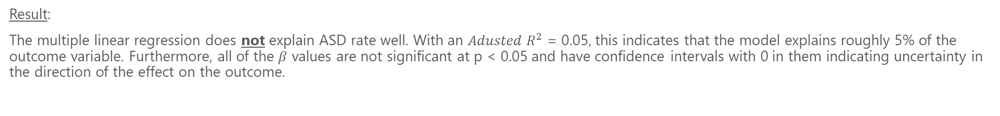 Result:
The multiple linear regression does not explain ASD rate well. With an Adusted R² = 0.05, this indicates that the model explains roughly 5% of the
outcome variable. Furthermore, all of the β values are not significant at p < 0.05 and have confidence intervals with 0 in them indicating uncertainty in
the direction of the effect on the outcome.